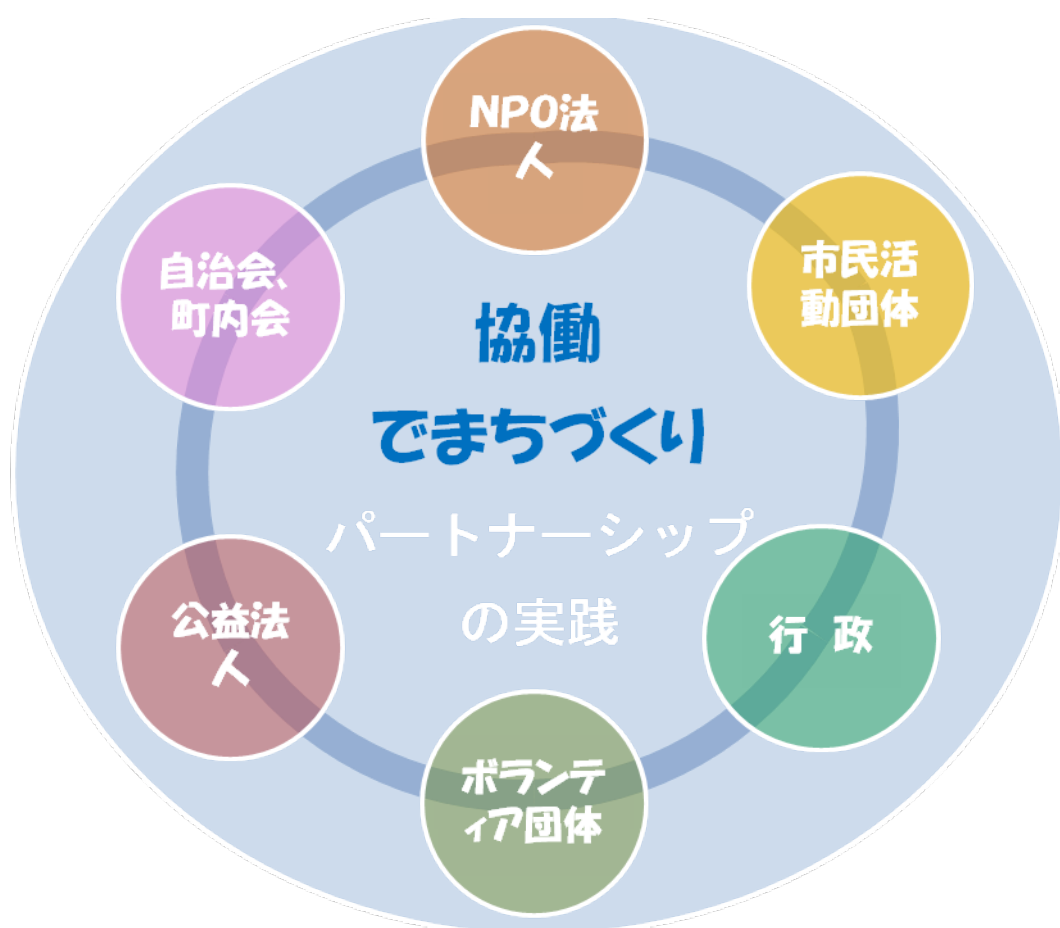 NPO法
人
市民活
動団体
自治会、
町内会
協働
でまちづくり
パートナーシップ
の実践
公益法
人
行 政
ボランテ
ィア団体